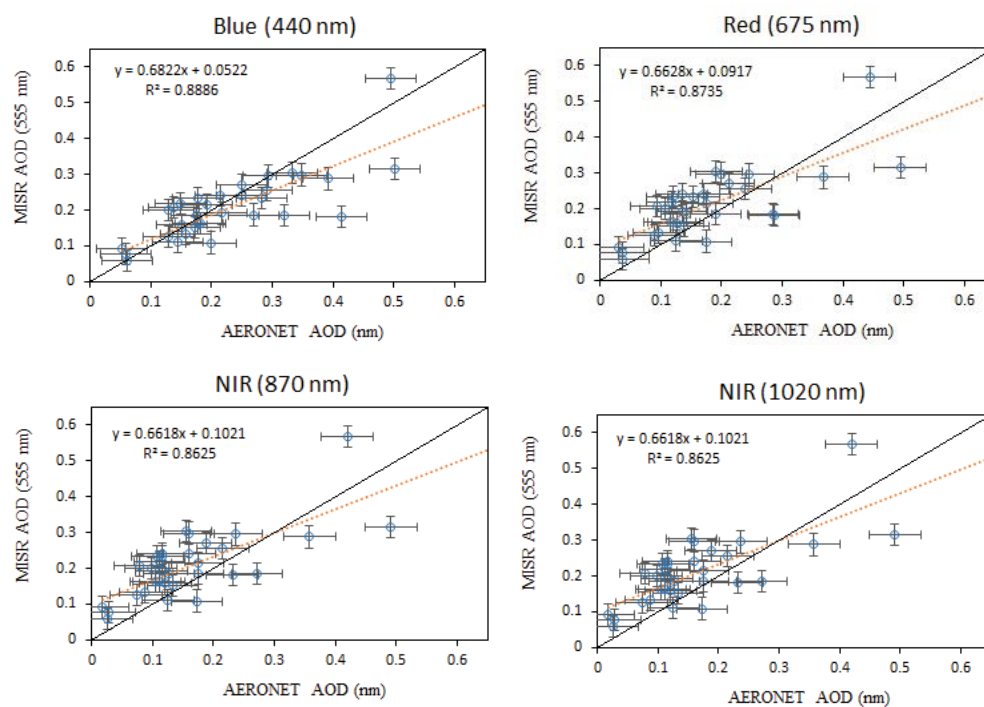 Blue (440 nm)
y = 0.6822x + 0.0522
R² = 0.8886
MISR AOD (555 nm)
0.6
0.5
0.4
0.3
0.2
0.1
0
0 0.1 0.2 0.3 0.4 0.5 0.6
AERONET AOD (nm)
Red (675 nm)
y = 0.6628x + 0.0917
R² = 0.8735
MISR AOD (555 nm)
0.6
0.5
0.4
0.3
0.2
0.1
0
0 0.1 0.2 0.3 0.4 0.5 0.6
AERONET AOD (nm)
NIR (870 nm)
y = 0.6618x + 0.1021
R² = 0.8625
MISR AOD (555 nm)
0.6
0.5
0.4
0.3
0.2
0.1
0
0 0.1 0.2 0.3 0.4 0.5 0.6
AERONET AOD (nm)
NIR (1020 nm)
y = 0.6618x + 0.1021
R² = 0.8625
MISR AOD (555 nm)
0.6
0.5
0.4
0.3
0.2
0.1
0
0 0.1 0.2 0.3 0.4 0.5 0.6
AERONET AOD (nm)